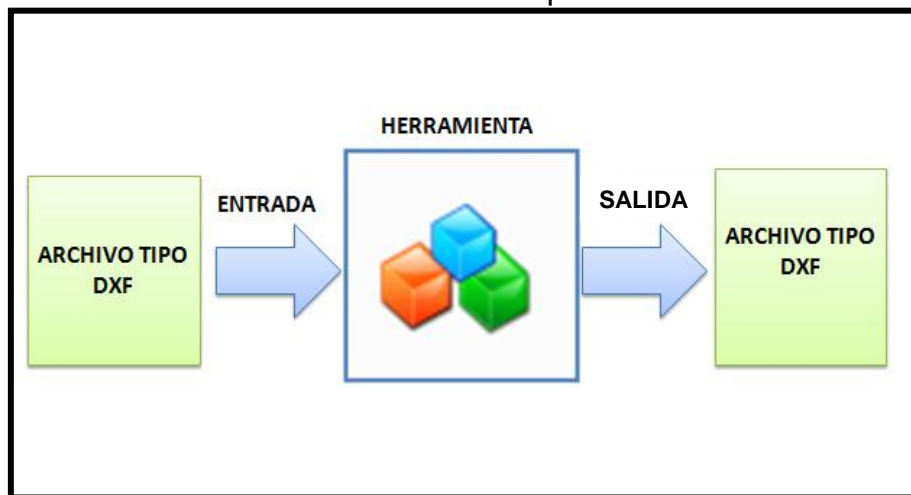 HERRAMIENTA
ENTRADA
SALIDA
ARCHIVO TIPO
DXF
ARCHIVO TIPO
DXF